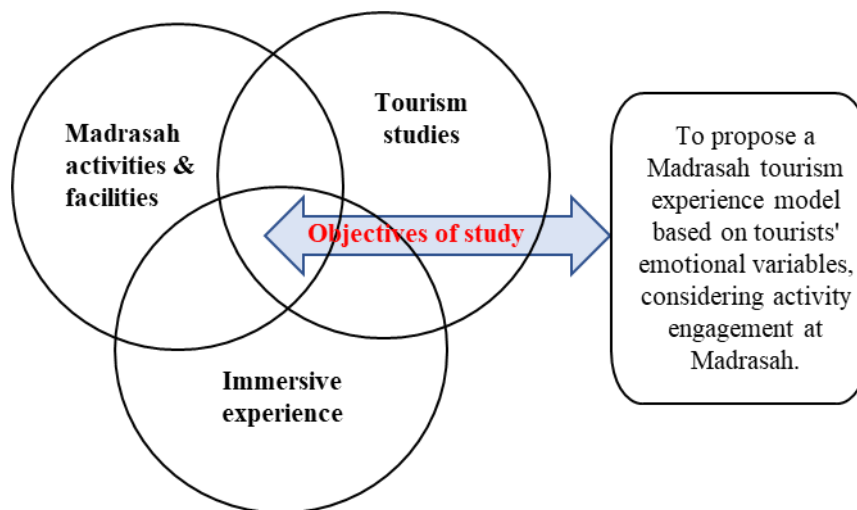 Madrasah
activities &
facilities
Tourism
studies
Immersive
experience
Objectives of study
To propose a
Madrasah tourism
experience model
based on tourists'
emotional variables,
considering activity
engagement at
Madrasah.